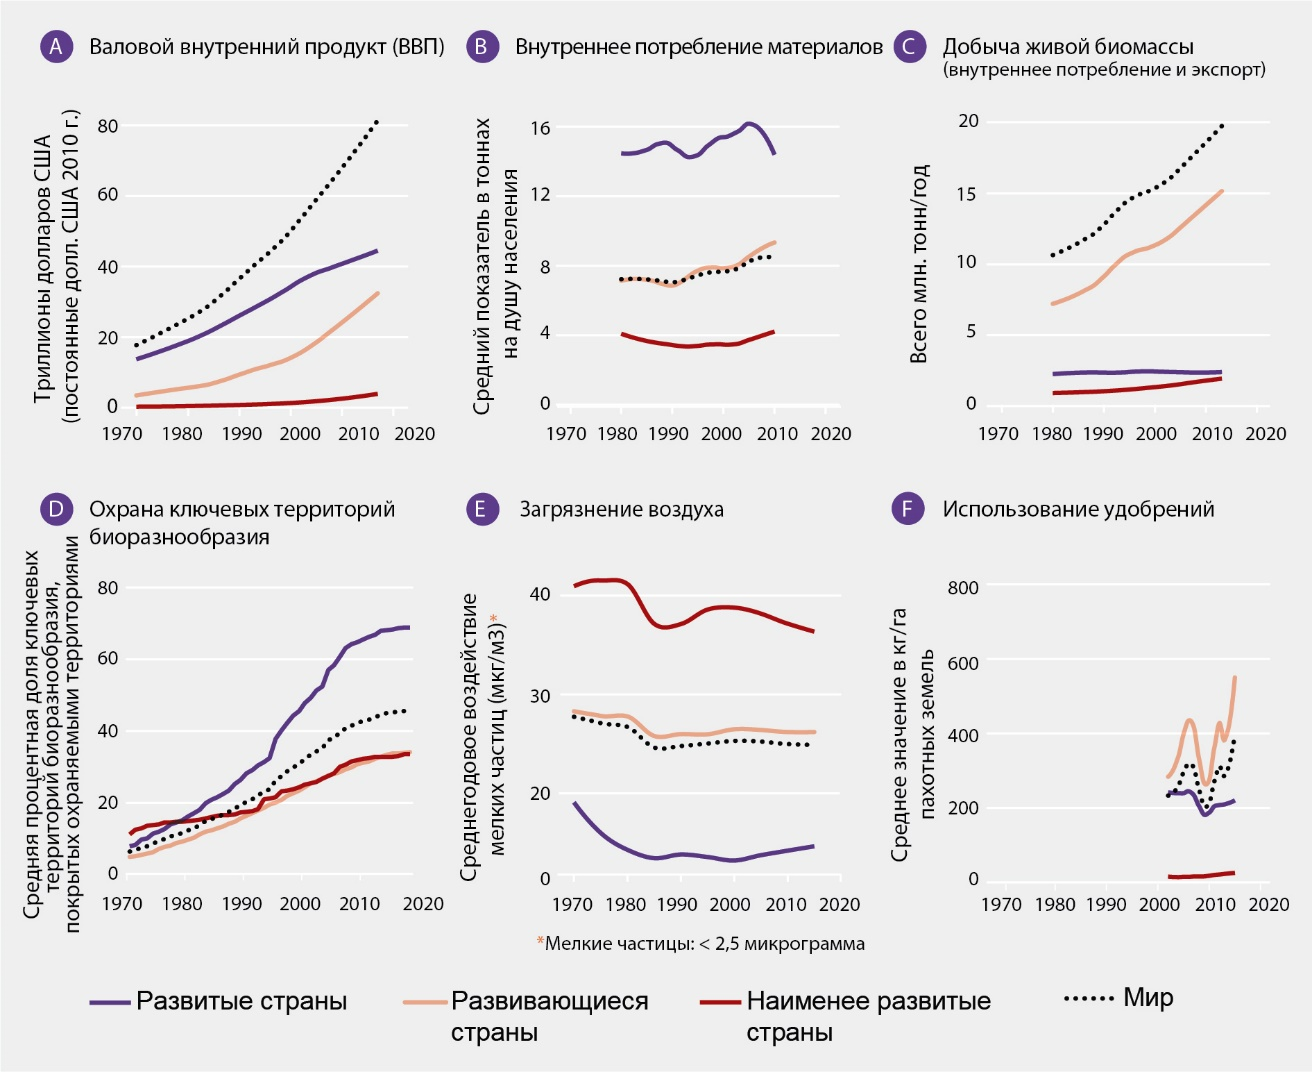 A Валовой внутренний продукт (ВВП)
Триллионы долларов США
(постоянные долл. США 2010 г.)
80
60
40
20
0
1970 1980 1990 2000 2010 2020
B Внутреннее потребление материалов
Средний показатель в тоннах
на душу населения
16
12
8
4
0
1970 1980 1990 2000 2010 2020
C Добыча живой биомассы
(внутреннее потребление и экспорт)
Всего млн. тонн/год
20
15
10
5
0
1970 1980 1990 2000 2010 2020
D Охрана ключевых территорий
биоразнообразия
Средняя процентная доля ключевых
территорий биоразнообразия,
покрытых охраняемыми территориями
80
60
40
20
0
1970 1980 1990 2000 2010 2020
E Загрязнение воздуха
Среднегодовое воздействие
мелких частиц (мкг/м3)*
40
30
20
0
1970 1980 1990 2000 2010 2020
*Мелкие частицы: < 2,5 микрограмма
F Использование удобрений
Среднее значение в кг/га
пахотных земель
800
600
400
200
0
1970 1980 1990 2000 2010 2020
Развитые страны
Развивающиеся
страны
Наименее развитые
страны
Мир